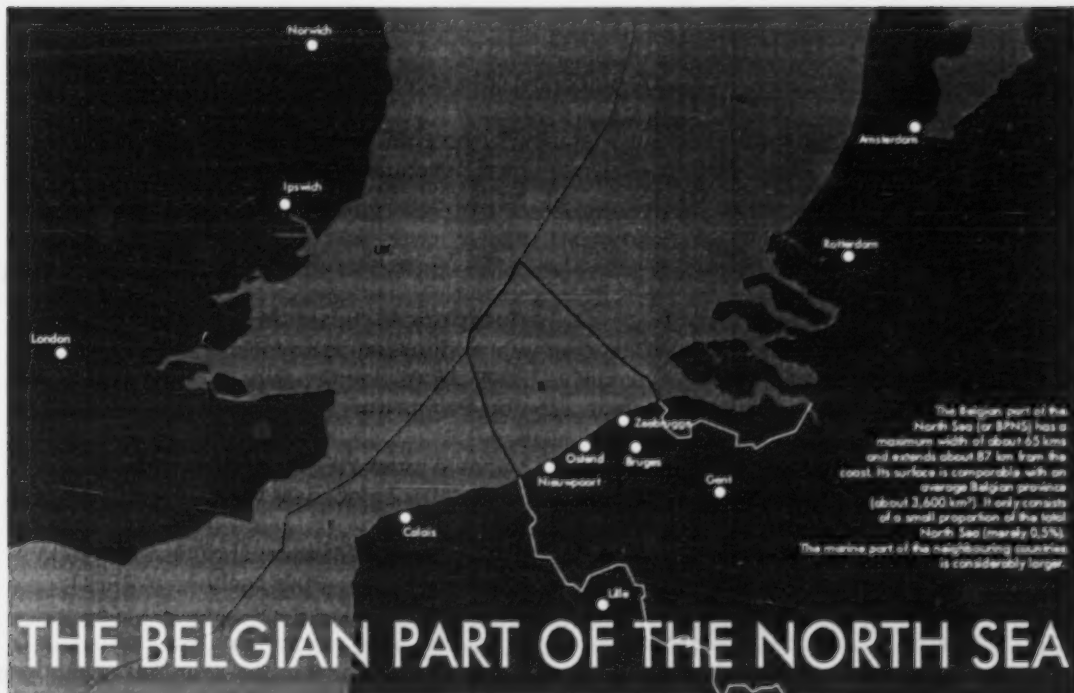 Norwich
Amsterdam
Ipswich
Rotterdam
UK
London
Zeebrugge
Ostend
Bruges
Nieuwpoort
Gent
Calais
Lille
The Belgian part of the
North Sea (or BPNS) has a
maximum width of about 65 kms
and extends about 87 km from the
coast. Its surface is comparable with an
average Belgian province
(about 3,600 km²). It only consists
of a small proportion of the total
North Sea (merely 0,5%).
The marine part of the neighbouring countries
is considerably larger.
THE BELGIAN PART OF THE NORTH SEA